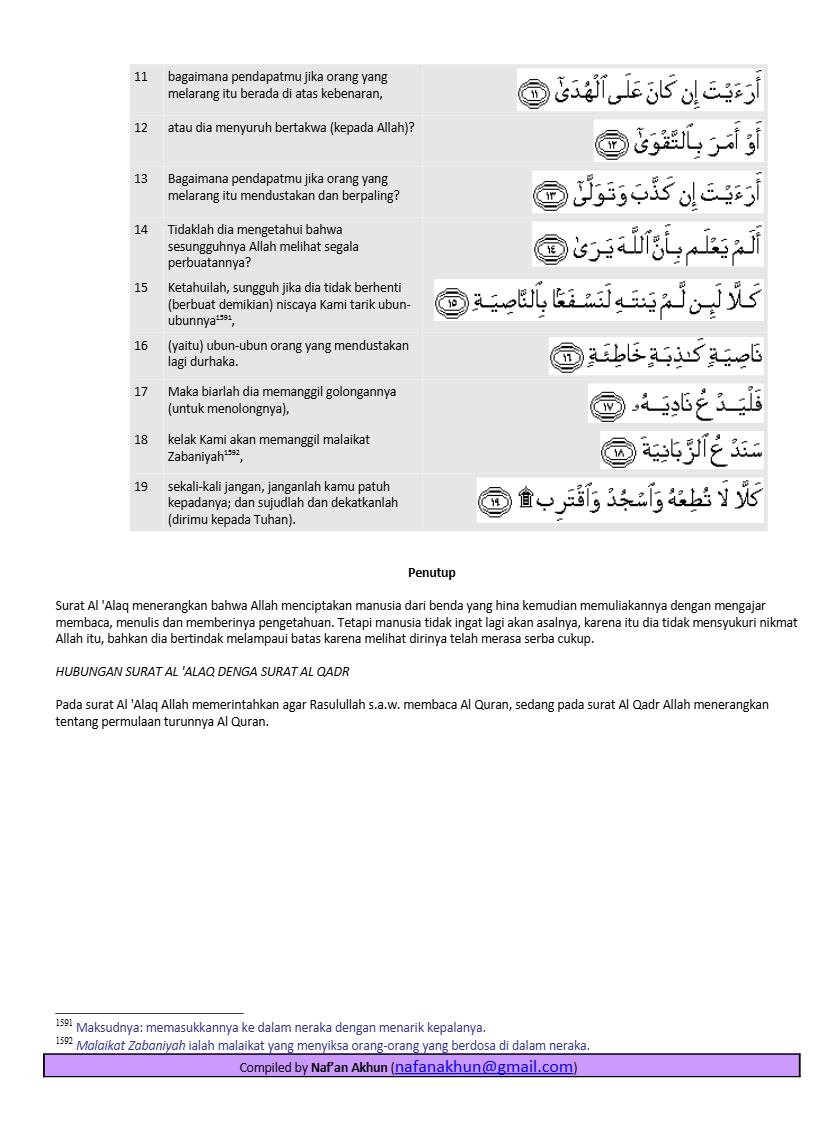 11 bagaimana pendapatmu jika orang yang
melarang itu berada di atas kebenaran,
أَرَءَيْتَ إِن كَانَ عَلَى ٱلْهُدَىٰٓ ١١
12 atau dia menyuruh bertakwa (kepada Allah)?
أَوْ أَمَرَ بِٱلتَّقْوَىٰٓ ١٢
13 Bagaimana pendapatmu jika orang yang
melarang itu mendustakan dan berpaling?
أَرَءَيْتَ إِن كَذَّبَ وَتَوَلَّىٰٓ ١٣
14 Tidaklah dia mengetahui bahwa
sesungguhnya Allah melihat segala
perbuatannya?
أَلَمْ يَعْلَم بِأَنَّ ٱللَّهَ يَرَىٰ ١٤
15 Ketahuilah, sungguh jika dia tidak berhenti
(berbuat demikian) niscaya Kami tarik ubun-
ubunnya¹⁵⁹¹,
كَلَّا لَئِن لَّمْ يَنتَهِ لَنَسْفَعًۢا بِٱلنَّاصِيَةِ ١٥
16 (yaitu) ubun-ubun orang yang mendustakan
lagi durhaka.
نَاصِيَةٍ كَـٰذِبَةٍ خَاطِئَةٍ ١٦
17 Maka biarlah dia memanggil golongannya
(untuk menolongnya),
فَلْيَدْعُ نَادِيَهُۥ ١٧
18 kelak Kami akan memanggil malaikat
Zabaniyah¹⁵⁹²,
سَنَدْعُ ٱلزَّبَانِيَةَ ١٨
19 sekali-kali jangan, janganlah kamu patuh
kepadanya; dan sujudlah dan dekatkanlah
(dirimu kepada Tuhan).
كَلَّا لَا تُطِعْهُ وَٱسْجُدْ وَٱقْتَرِب ۩ ١٩
Penutup
Surat Al 'Alaq menerangkan bahwa Allah menciptakan manusia dari benda yang hina kemudian memuliakannya dengan mengajar
membaca, menulis dan memberinya pengetahuan. Tetapi manusia tidak ingat lagi akan asalnya, karena itu dia tidak mensyukuri nikmat
Allah itu, bahkan dia bertindak melampaui batas karena melihat dirinya telah merasa serba cukup.
HUBUNGAN SURAT AL 'ALAQ DENGA SURAT AL QADR
Pada surat Al 'Alaq Allah memerintahkan agar Rasulullah s.a.w. membaca Al Quran, sedang pada surat Al Qadr Allah menerangkan
tentang permulaan turunnya Al Quran.
1591 Maksudnya: memasukkannya ke dalam neraka dengan menarik kepalanya.
1592 Malaikat Zabaniyah ialah malaikat yang menyiksa orang-orang yang berdosa di dalam neraka.
Compiled by Naf’an Akhun (nafanakhun@gmail.com)